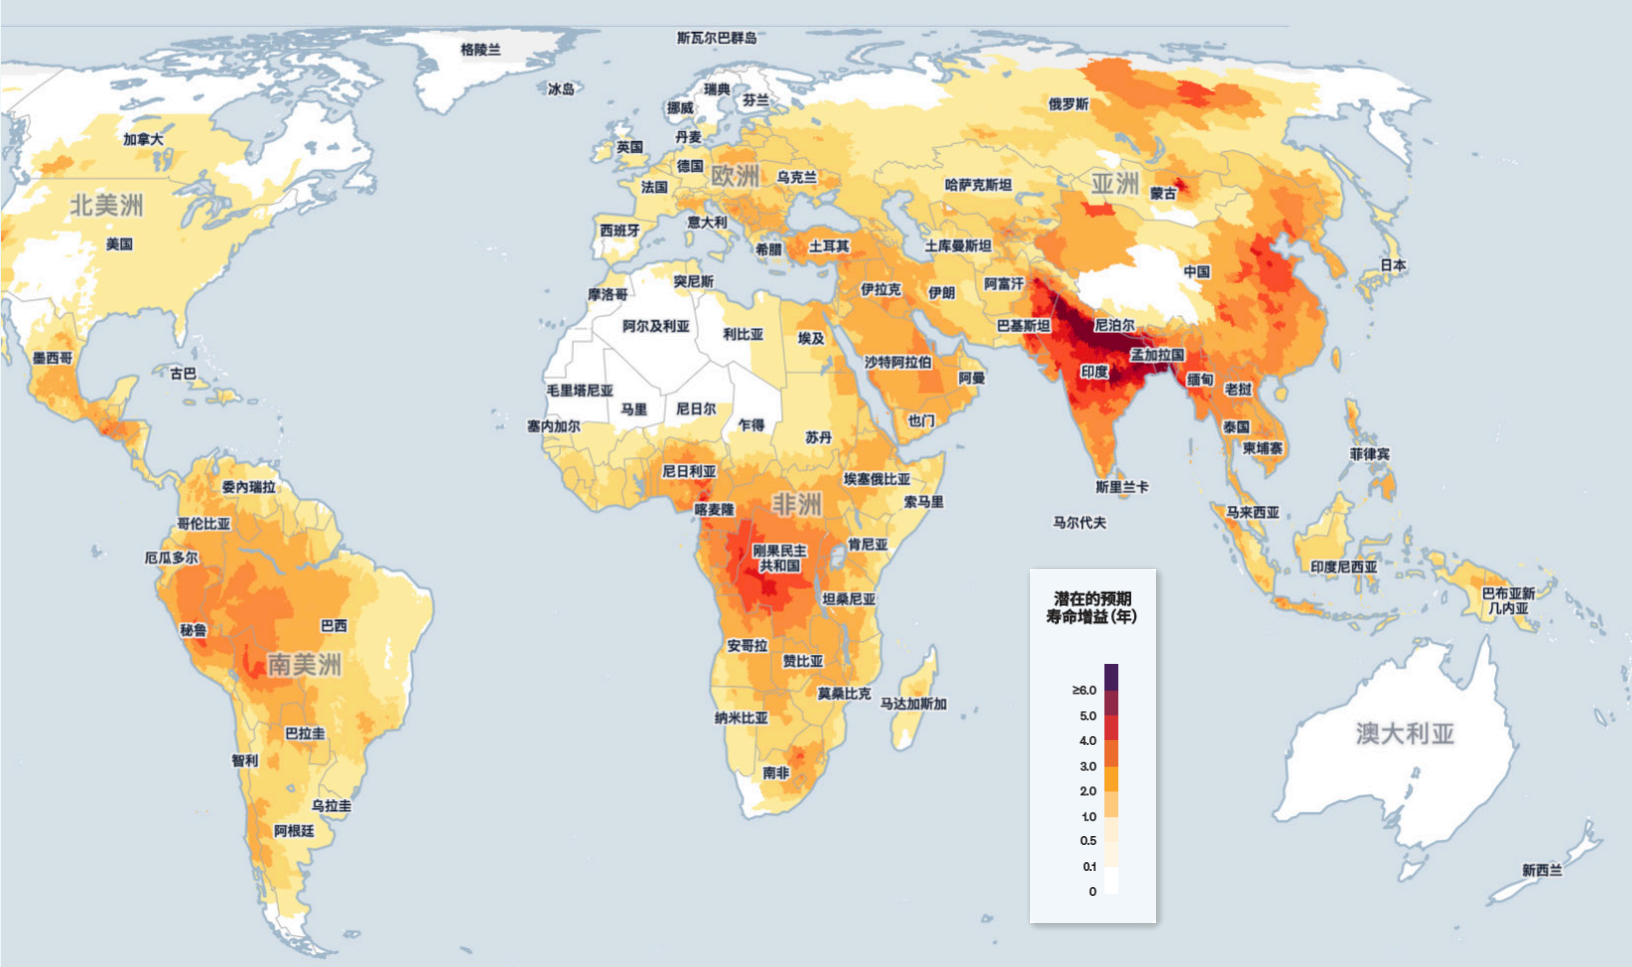 斯瓦尔巴群岛
格陵兰
冰岛
瑞典
芬兰
挪威
俄罗斯
丹麦
加拿大
英国
德国
欧洲
乌克兰
法国
哈萨克斯坦
亚洲
蒙古
北美洲
美国
西班牙
意大利
希腊
土耳其
土库曼斯坦
中国
日本
突尼斯
摩洛哥
伊拉克
伊朗
阿富汗
阿尔及利亚
利比亚
埃及
巴基斯坦
尼泊尔
墨西哥
古巴
沙特阿拉伯
孟加拉国
印度
毛里塔尼亚
阿曼
缅甸
老挝
马里
尼日尔
乍得
塞内加尔
苏丹
也门
泰国
柬埔寨
菲律宾
委内瑞拉
尼日利亚
埃塞俄比亚
斯里兰卡
非洲
索马里
喀麦隆
马尔代夫
马来西亚
哥伦比亚
厄瓜多尔
刚果民主
共和国
肯尼亚
印度尼西亚
坦桑尼亚
巴布亚新
几内亚
秘鲁
巴西
南美洲
安哥拉
赞比亚
莫桑比克
马达加斯加
纳米比亚
巴拉圭
智利
南非
乌拉圭
阿根廷
澳大利亚
新西兰
潜在的预期
寿命增益(年)
≥6.0
5.0
4.0
3.0
2.0
1.0
0.5
0.1
0